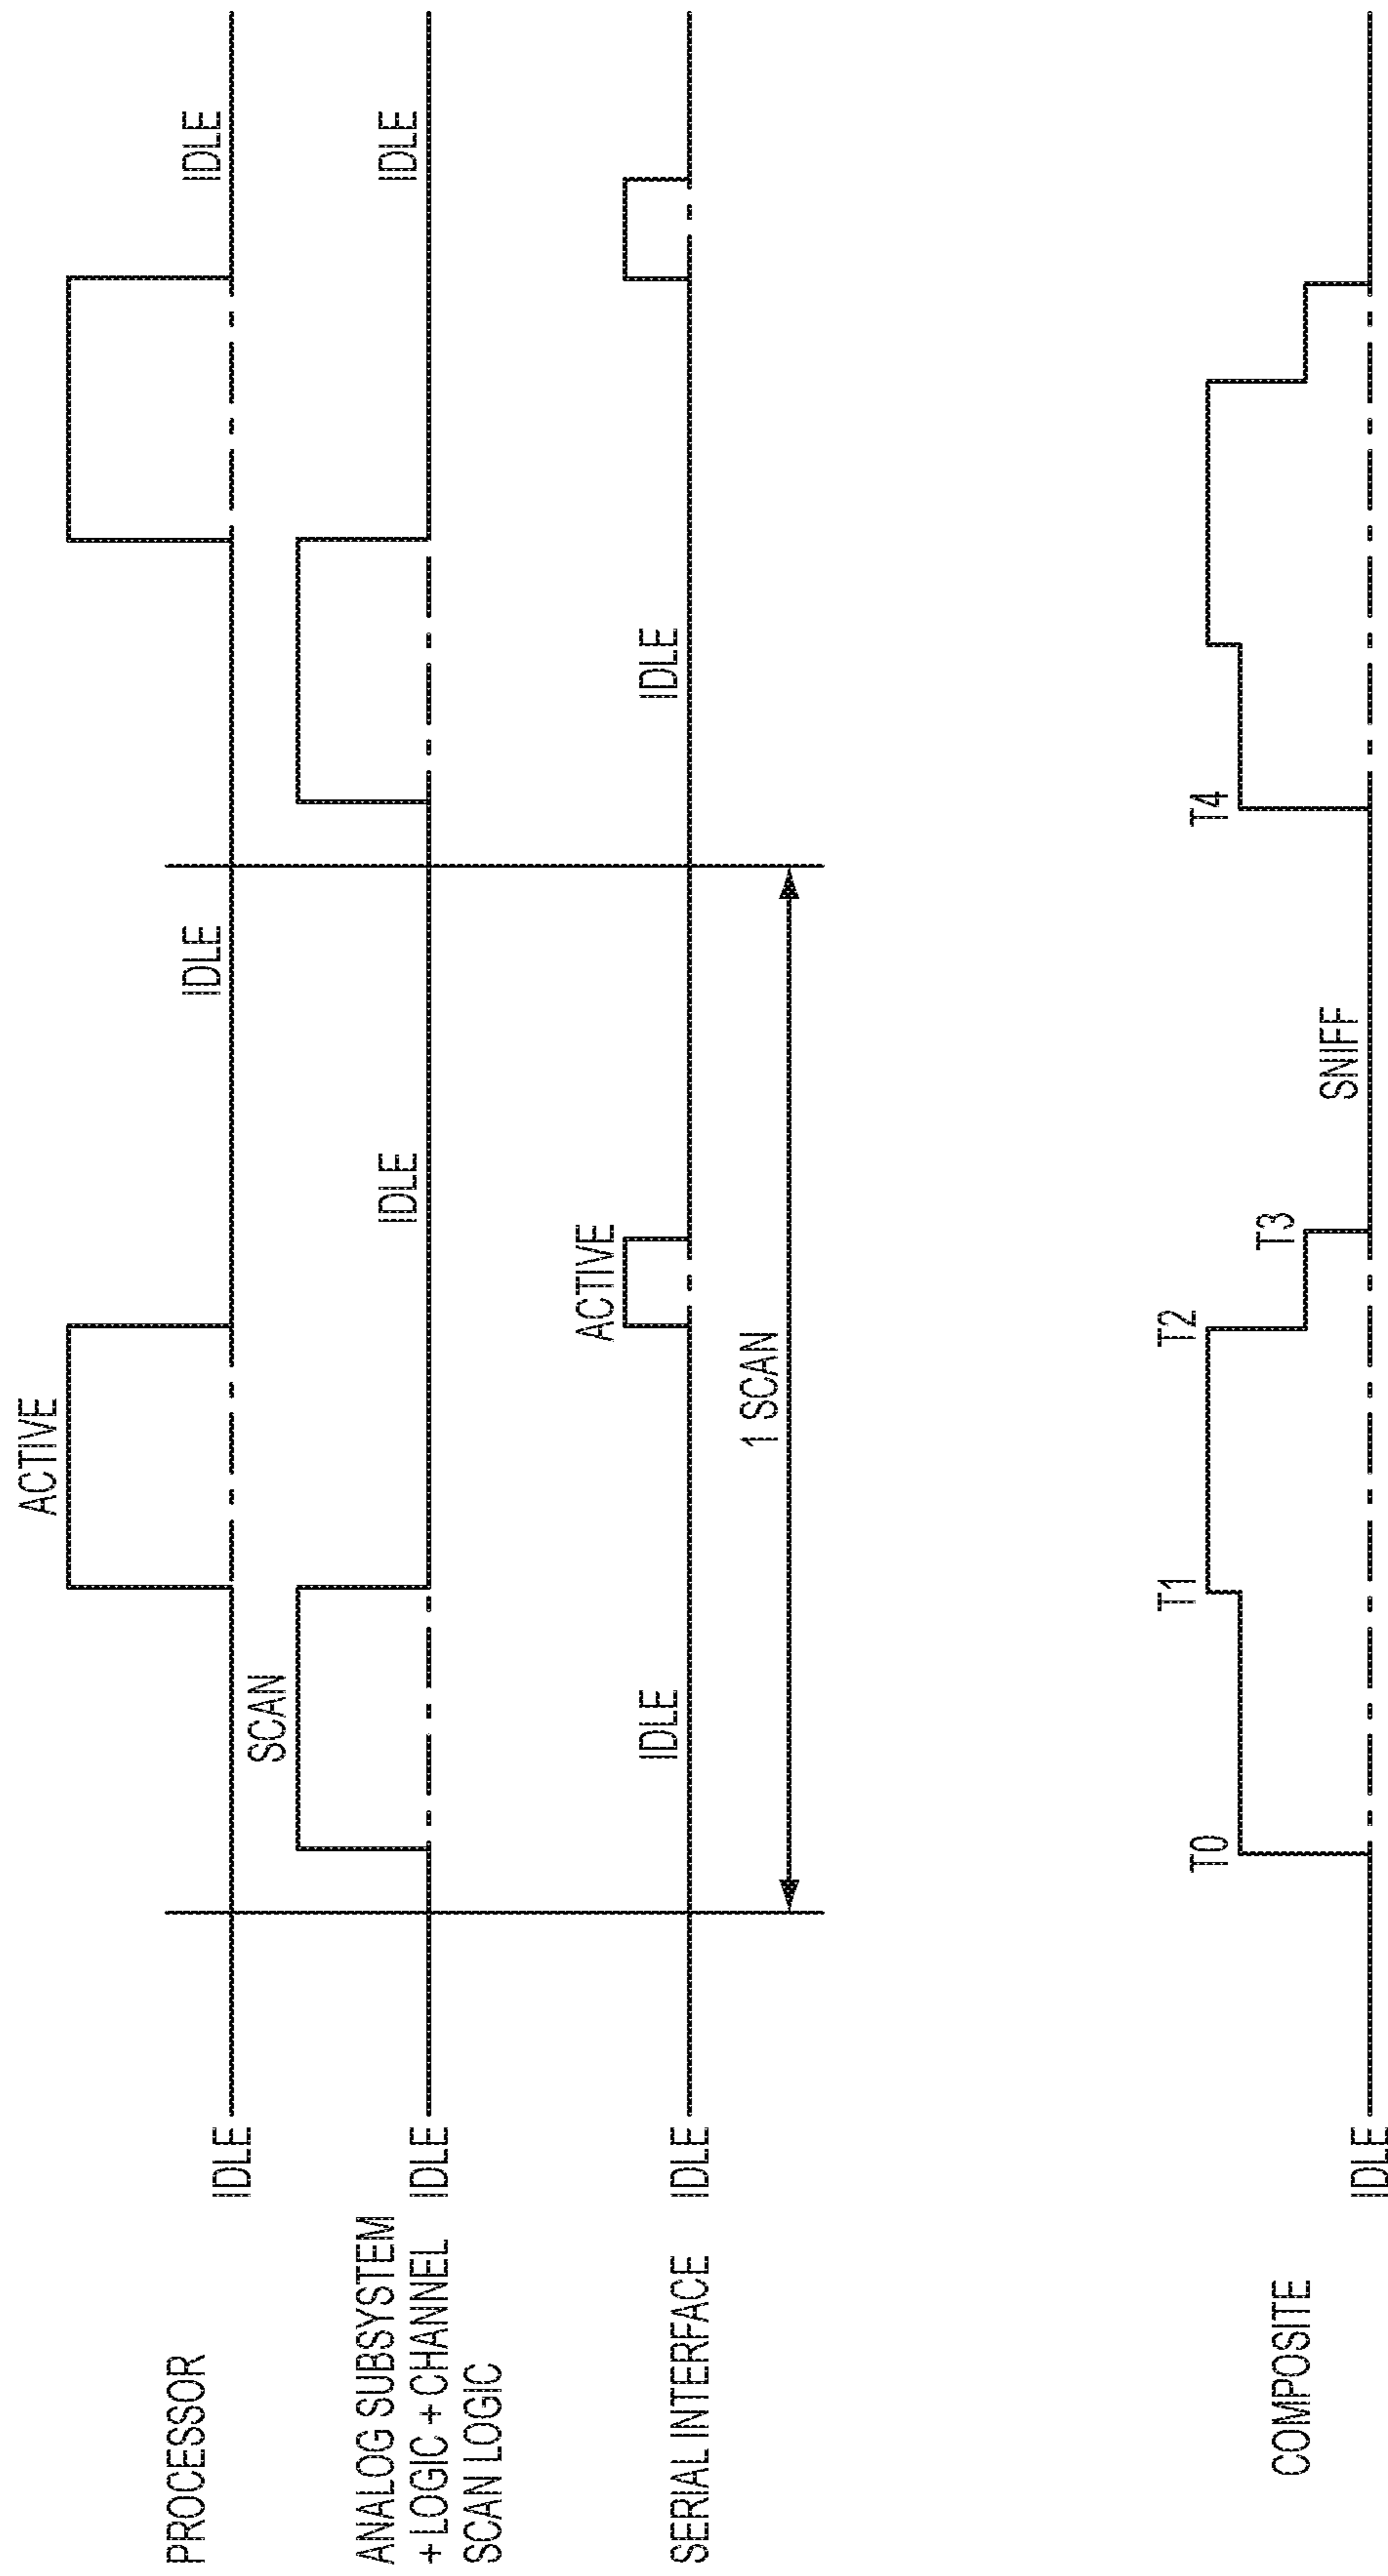 PROCESSOR
IDLE
ACTIVE
IDLE
IDLE
ANALOG SUBSYSTEM
+ LOGIC + CHANNEL
SCAN LOGIC
IDLE
SCAN
IDLE
IDLE
SERIAL INTERFACE
IDLE
IDLE
ACTIVE
IDLE
1 SCAN
COMPOSITE
IDLE
T0
T1
T2
T3
SNIFF
T4